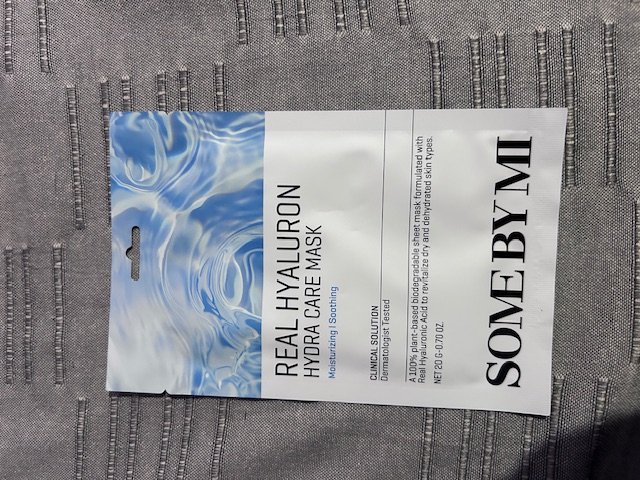 REAL HYALURON
HYDRA CARE MASK
Moisturizing | Soothing
CLINICAL SOLUTION
Dermatologist Tested
A 100% plant-based biodegradable sheet mask formulated with
Real Hyaluronic Acid to revitalize dry and dehydrated skin types.
NET 20 G-0.70 OZ.
SOME BY MI